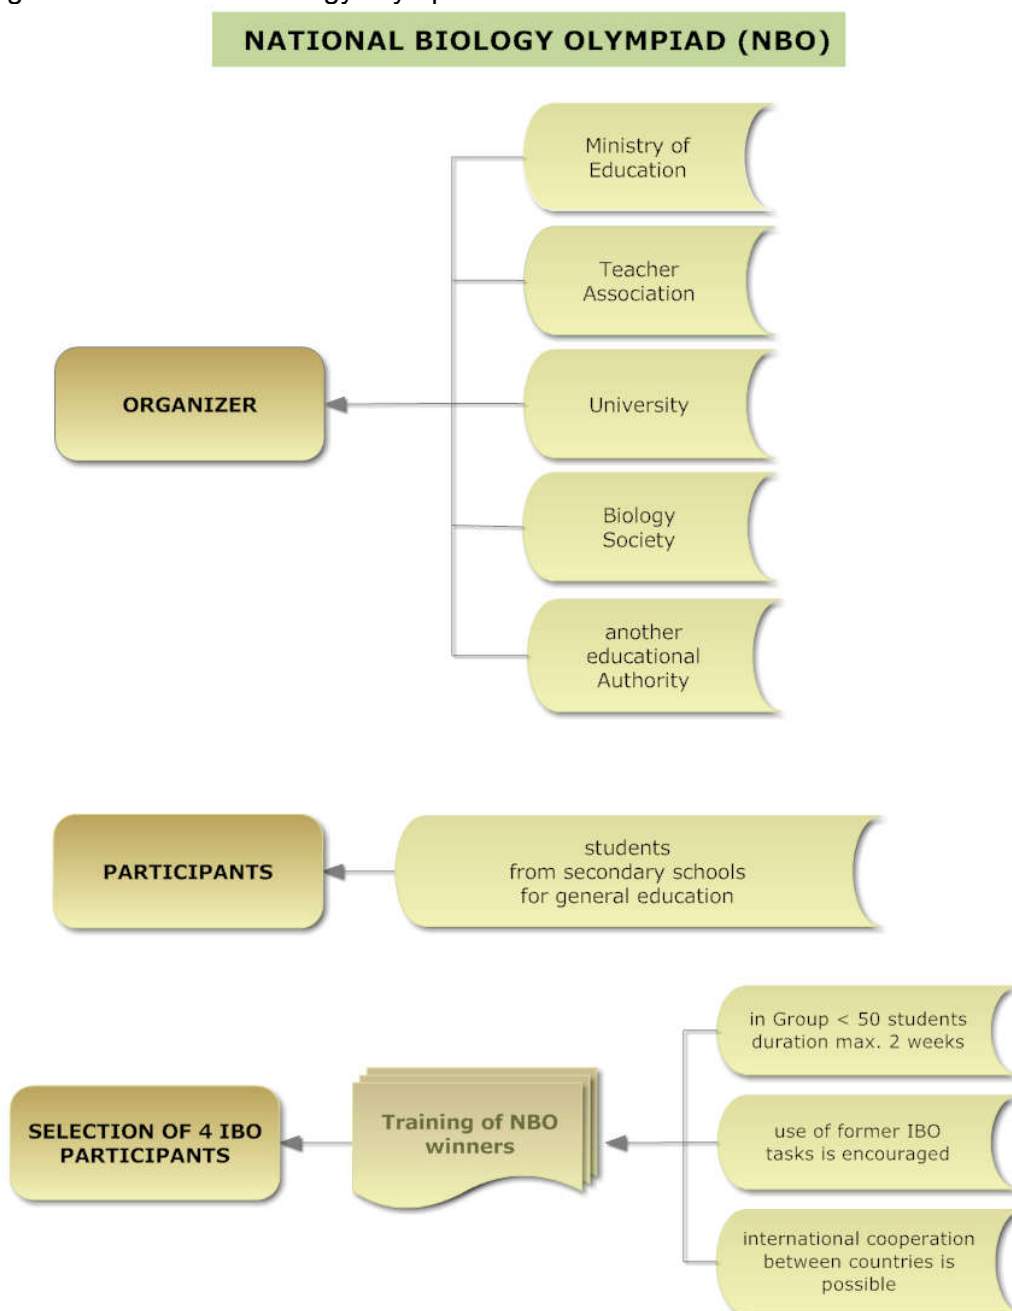 NATIONAL BIOLOGY OLYMPIAD (NBO)
Ministry of
Education
Teacher
Association
ORGANIZER
University
Biology
Society
another
educational
Authority
PARTICIPANTS
students
from secondary schools
for general education
in Group < 50 students
duration max. 2 weeks
SELECTION OF 4 IBO
PARTICIPANTS
Training of NBO
winners
use of former IBO
tasks is encouraged
international cooperation
between countries is
possible